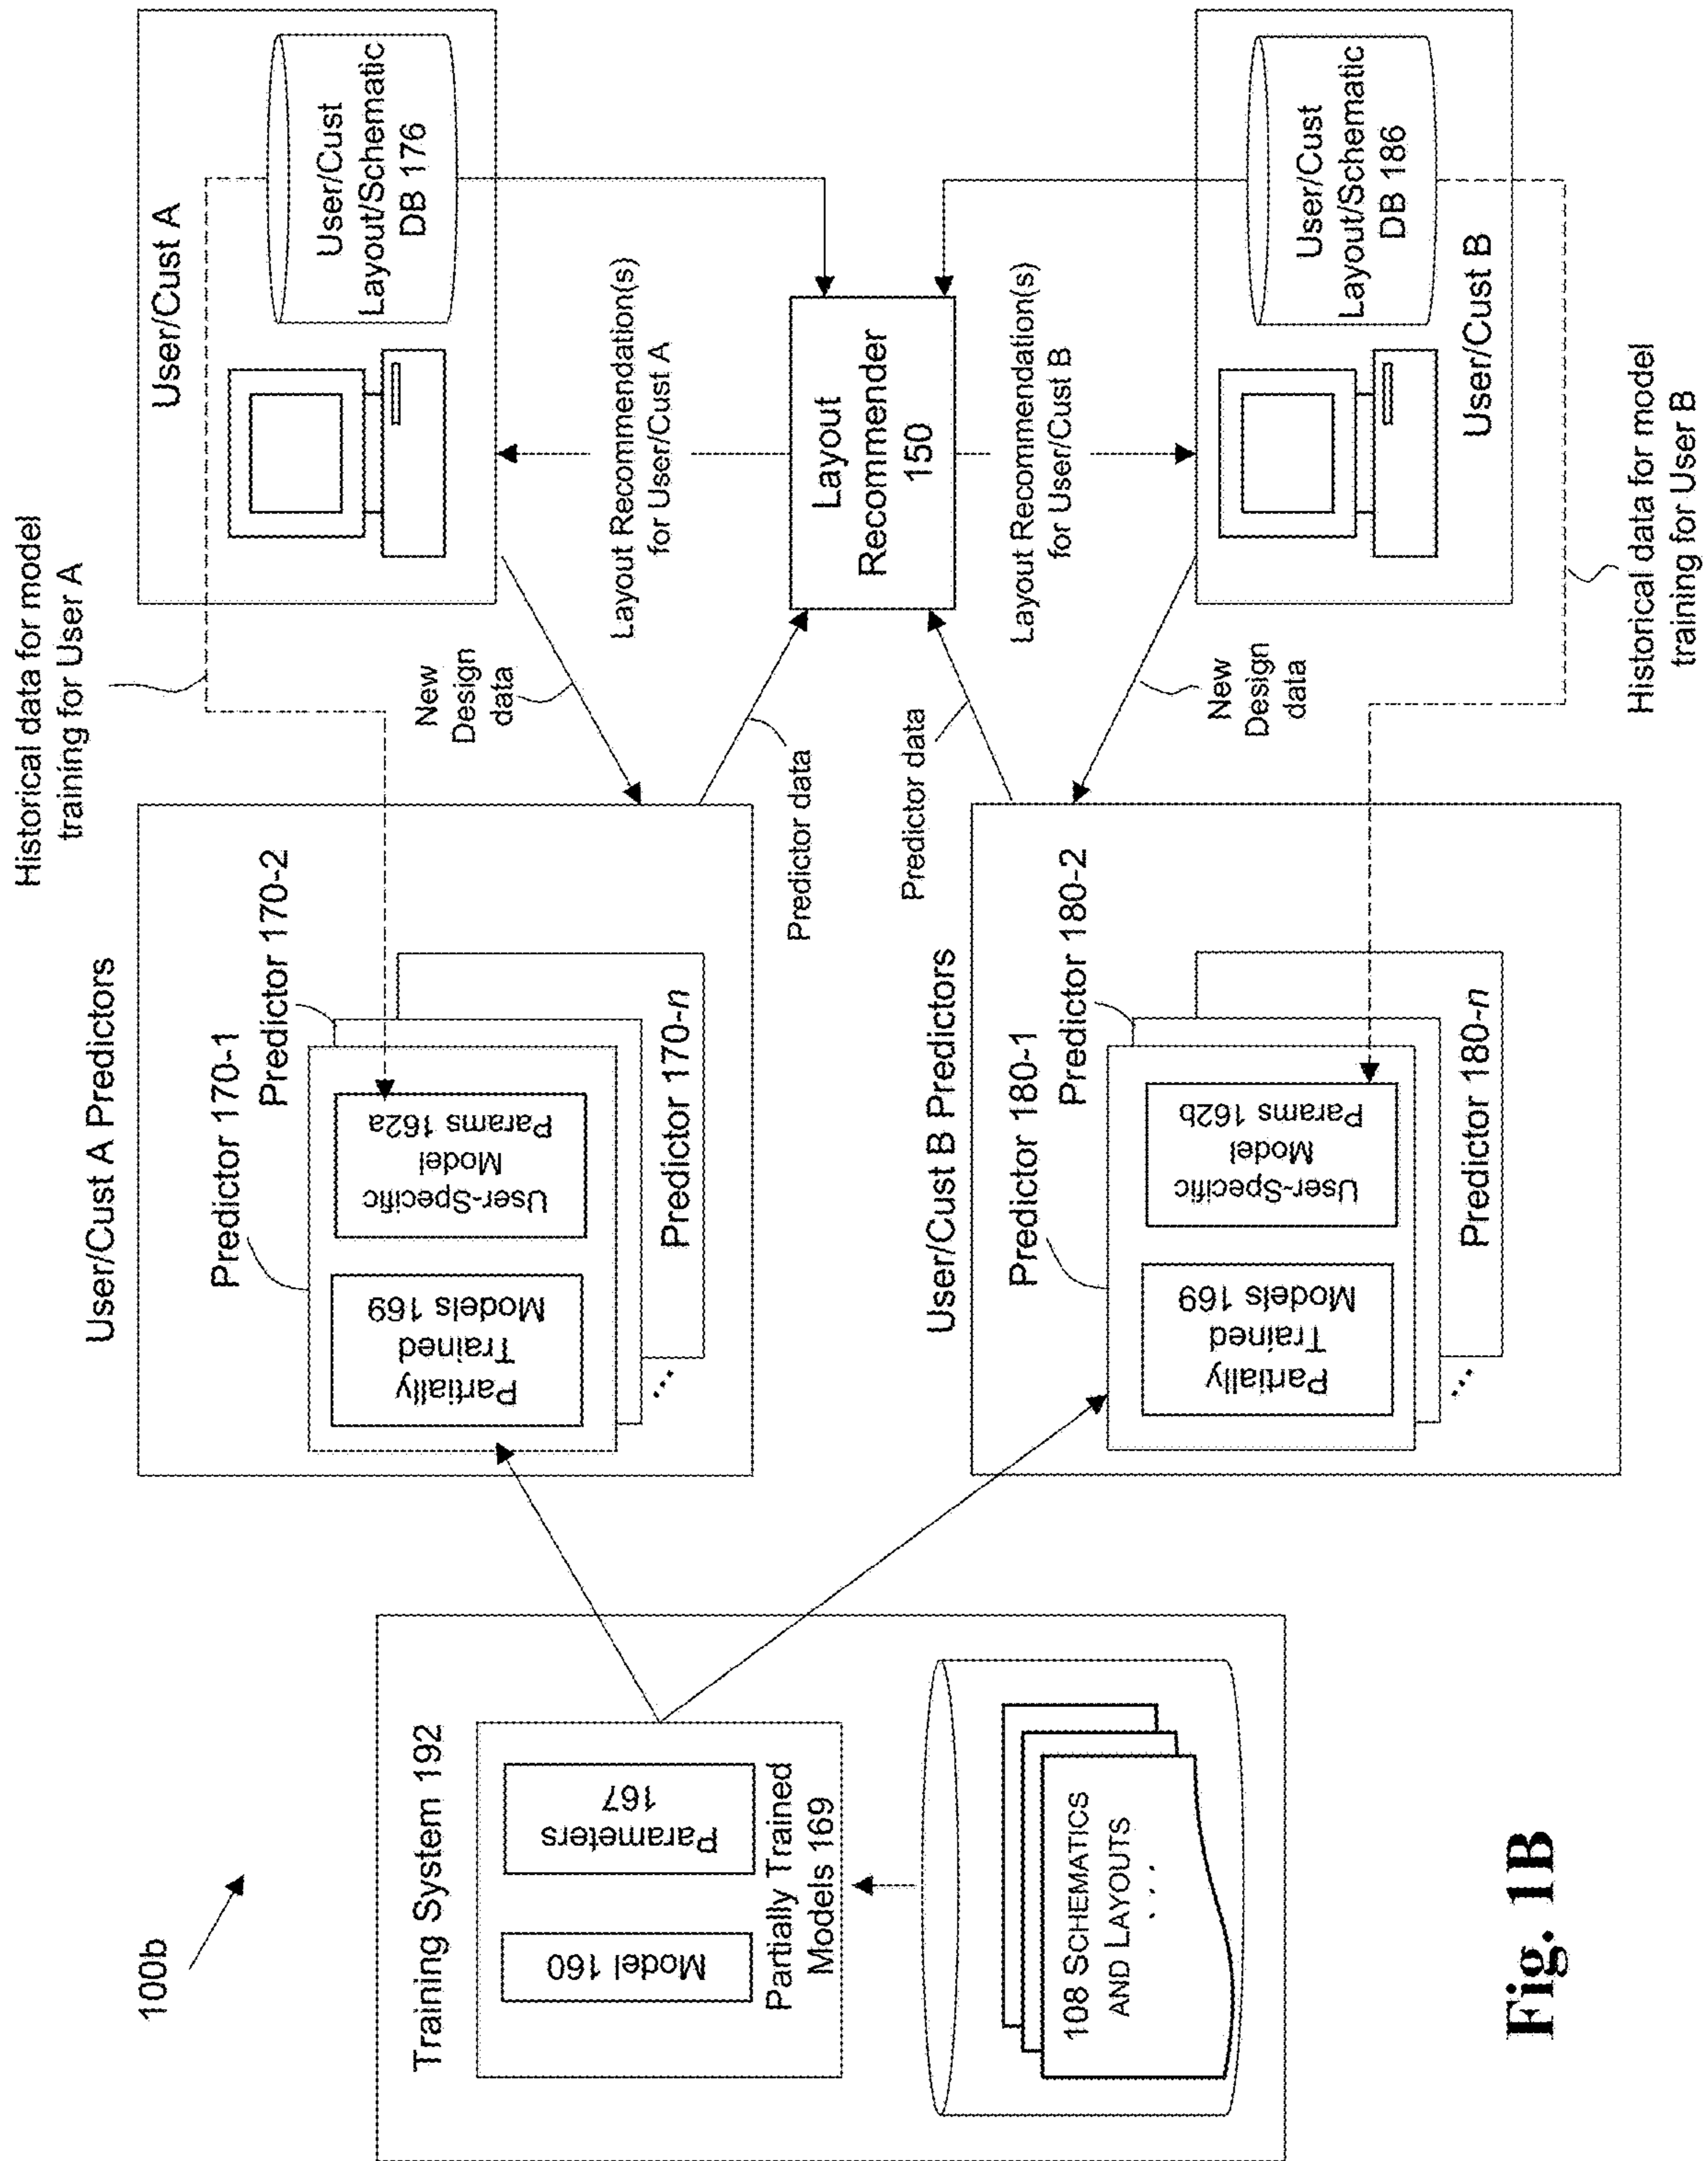 100b
Training System 192
Model 160
Parameters
167
Partially Trained
Models 169
108 SCHEMATICS
AND LAYOUTS
. . .
User/Cust A Predictors
Predictor 170-1
Predictor 170-2
Partially
Trained
Models 169
User-Specific
Model
Params 162a
Predictor 170-n
...
Historical data for model
training for User A
New
Design
data
Predictor data
User/Cust A
User/Cust
Layout/Schematic
DB 176
Layout Recommendation(s)
for User/Cust A
Layout
Recommender
150
Layout Recommendation(s)
for User/Cust B
User/Cust B Predictors
Predictor 180-1
Predictor 180-2
Partially
Trained
Models 169
User-Specific
Model
Params 162b
Predictor 180-n
...
Predictor data
New
Design
data
User/Cust
Layout/Schematic
DB 186
User/Cust B
Historical data for model
training for User B
Fig. 1B